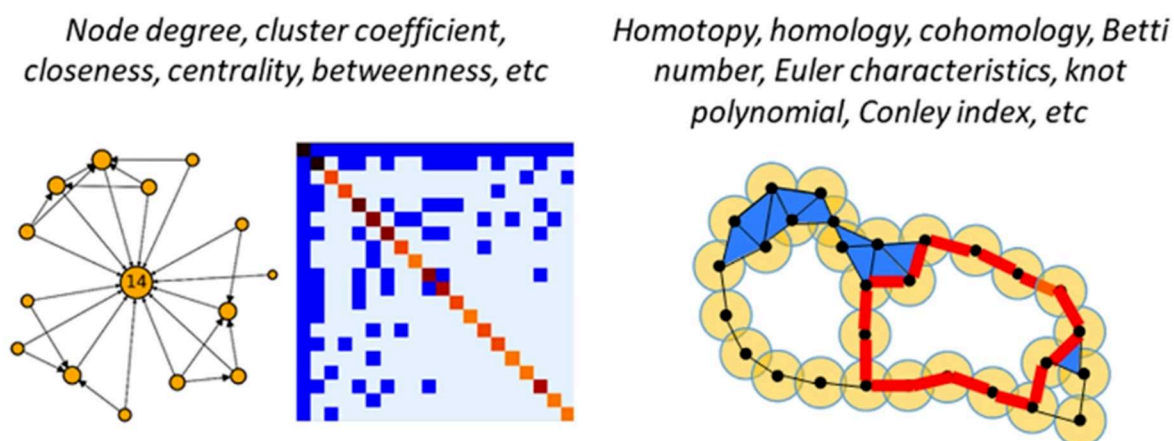 Node degree, cluster coefficient,
closeness, centrality, betweenness, etc
Homotopy, homology, cohomology, Betti
number, Euler characteristics, knot
polynomial, Conley index, etc
14